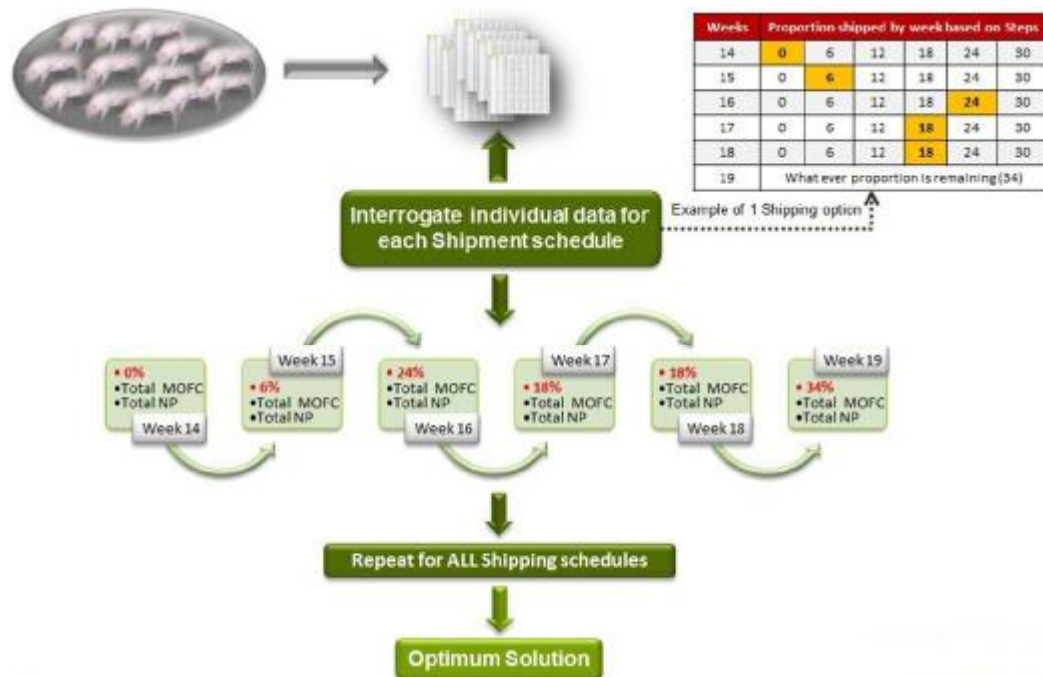 Weeks Proportion shipped by week based on Steps
14 0 6 12 18 24 30
15 0 6 12 18 24 30
16 0 6 12 18 24 30
17 0 6 12 18 24 30
18 0 6 12 18 24 30
19 What ever proportion is remaining (34)
Example of 1 Shipping option
Interrogate individual data for
each Shipment schedule
• 0%
•Total MOFC
•Total NP
Week 14
Week 15
• 6%
•Total MOFC
•Total NP
• 24%
•Total MOFC
•Total NP
Week 16
Week 17
• 18%
•Total MOFC
•Total NP
• 18%
•Total MOFC
•Total NP
Week 18
Week 19
• 34%
•Total MOFC
•Total NP
Repeat for ALL Shipping schedules
Optimum Solution